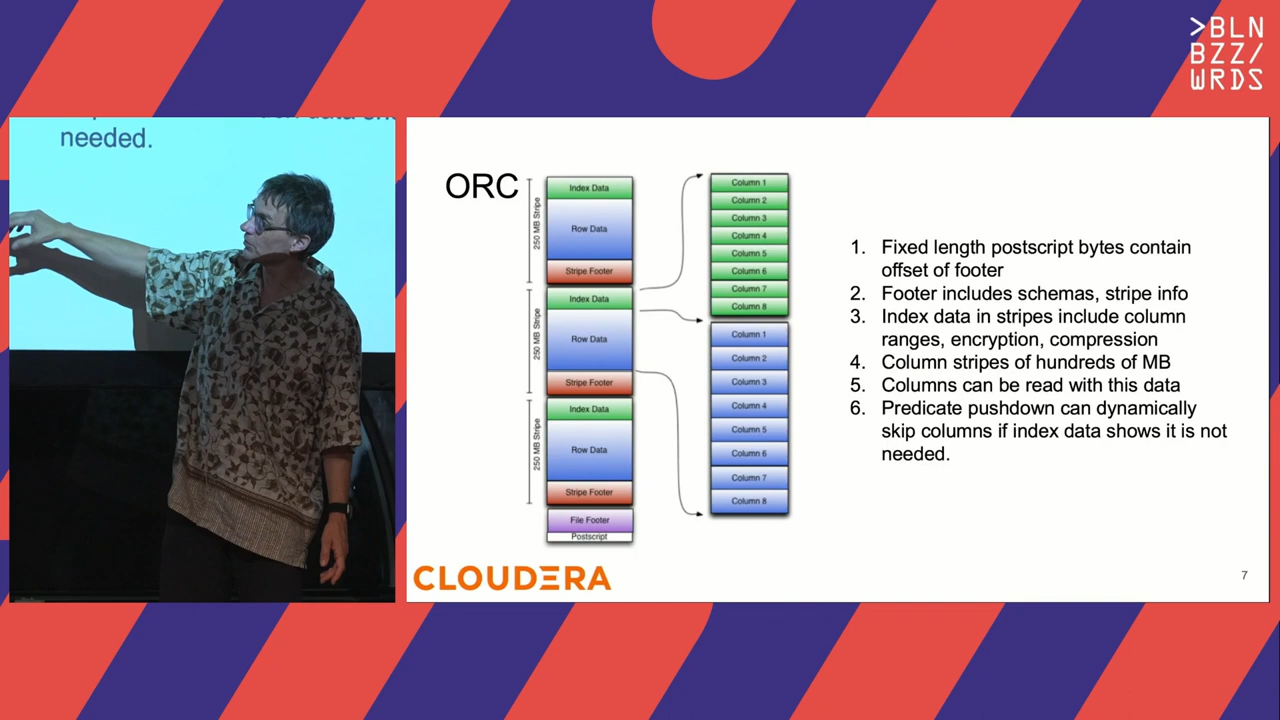 >BLN
BZZ/
WRDS
needed.
ORC
250 MB Stripe
Index Data
Row Data
Stripe Footer
250 MB Stripe
Index Data
Row Data
Stripe Footer
250 MB Stripe
Index Data
Row Data
Stripe Footer
File Footer
Postscript
Column 1
Column 2
Column 3
Column 4
Column 5
Column 6
Column 7
Column 8
Column 1
Column 2
Column 3
Column 4
Column 5
Column 6
Column 7
Column 8
1. Fixed length postscript bytes contain
offset of footer
2. Footer includes schemas, stripe info
3. Index data in stripes include column
ranges, encryption, compression
4. Column stripes of hundreds of MB
5. Columns can be read with this data
6. Predicate pushdown can dynamically
skip columns if index data shows it is not
needed.
CLOUDERA
7